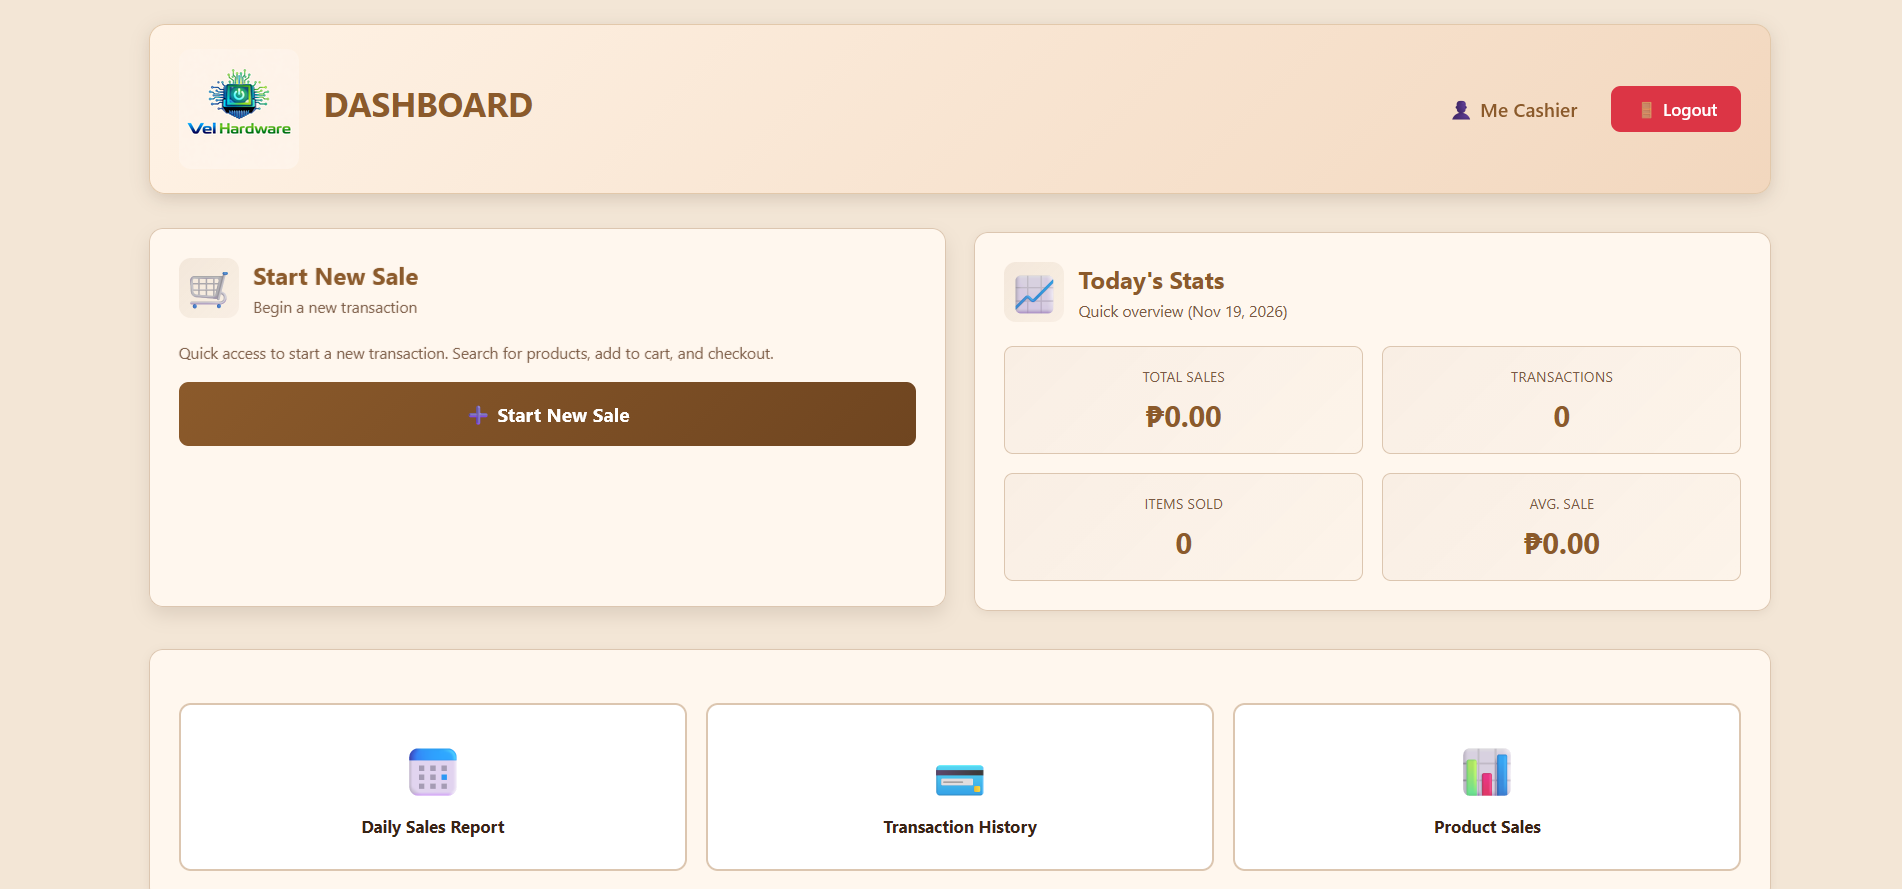 Vel Hardware
DASHBOARD
Me Cashier
Logout
Start New Sale
Begin a new transaction
Quick access to start a new transaction. Search for products, add to cart, and checkout.
Start New Sale
Today's Stats
Quick overview (Nov 19, 2026)
TOTAL SALES
₱0.00
TRANSACTIONS
0
ITEMS SOLD
0
AVG. SALE
₱0.00
Daily Sales Report
Transaction History
Product Sales